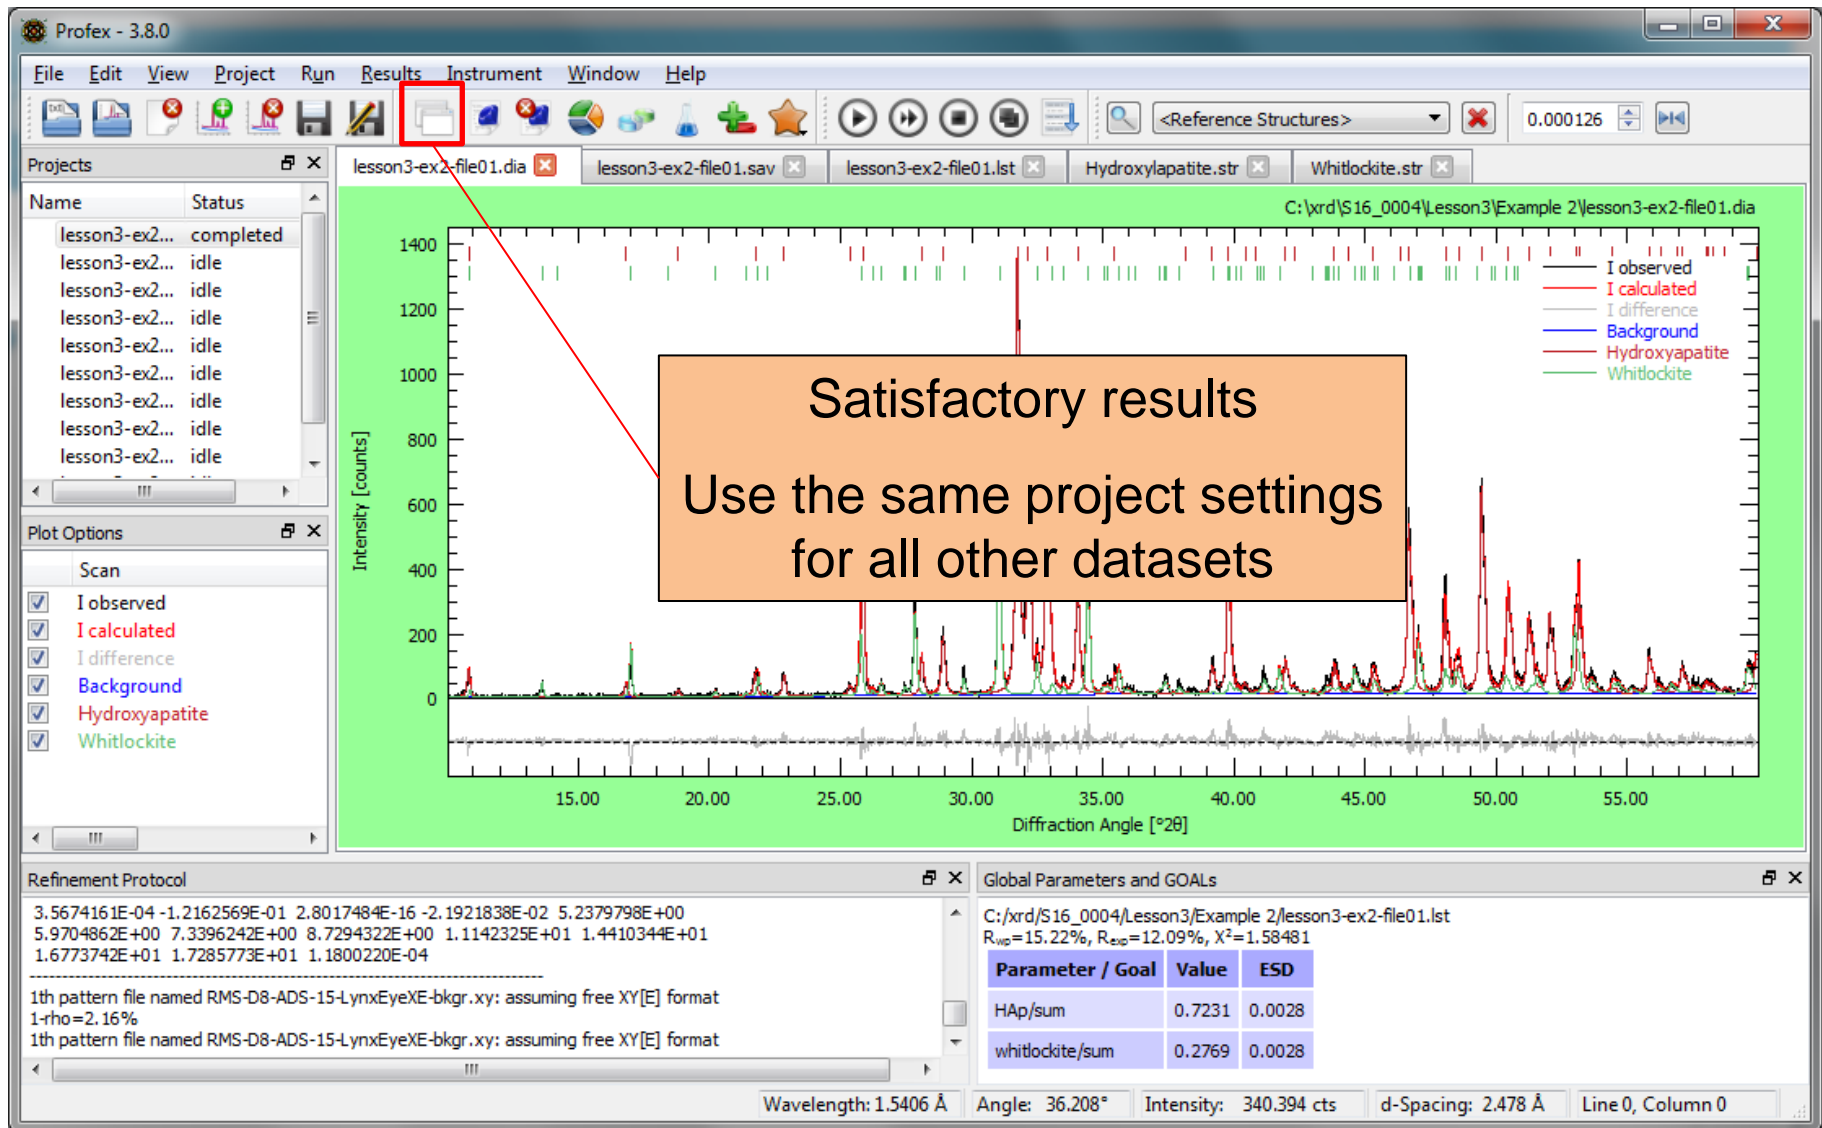 Profex - 3.8.0
File Edit View Project Run Results Instrument Window Help
<Reference Structures> 0.000126
Projects
lesson3-ex2-file01.dia lesson3-ex2-file01.sav lesson3-ex2-file01.lst Hydroxylapatite.str Whitlockite.str
Name Status
lesson3-ex2... completed
lesson3-ex2... idle
lesson3-ex2... idle
lesson3-ex2... idle
lesson3-ex2... idle
lesson3-ex2... idle
lesson3-ex2... idle
lesson3-ex2... idle
lesson3-ex2... idle
Plot Options
Scan
I observed
I calculated
I difference
Background
Hydroxyapatite
Whitlockite
C:\xrd\S16_0004\Lesson3\Example 2\lesson3-ex2-file01.dia
I observed
I calculated
I difference
Background
Hydroxyapatite
Whitlockite
Intensity [counts]
1400
1200
1000
800
600
400
200
0
Satisfactory results
Use the same project settings
for all other datasets
15.00 20.00 25.00 30.00 35.00 40.00 45.00 50.00 55.00
Diffraction Angle [°2θ]
Refinement Protocol
3.5674161E-04 -1.2162569E-01 2.8017484E-16 -2.1921838E-02 5.2379798E+00
5.9704862E+00 7.3396242E+00 8.7294322E+00 1.1142325E+01 1.4410344E+01
1.6773742E+01 1.7285773E+01 1.1800220E-04
--------------------------------------------------------------------------------
1th pattern file named RMS-D8-ADS-15-LynxEyeXE-bkgr.xy: assuming free XY[E] format
1-rho=2.16%
1th pattern file named RMS-D8-ADS-15-LynxEyeXE-bkgr.xy: assuming free XY[E] format
Global Parameters and GOALs
C:/xrd/S16_0004/Lesson3/Example 2/lesson3-ex2-file01.lst
Rwp=15.22%, Rexp=12.09%, X²=1.58481
Parameter / Goal Value ESD
HAp/sum 0.7231 0.0028
whitlockite/sum 0.2769 0.0028
Wavelength: 1.5406 Å Angle: 36.208° Intensity: 340.394 cts d-Spacing: 2.478 Å Line 0, Column 0